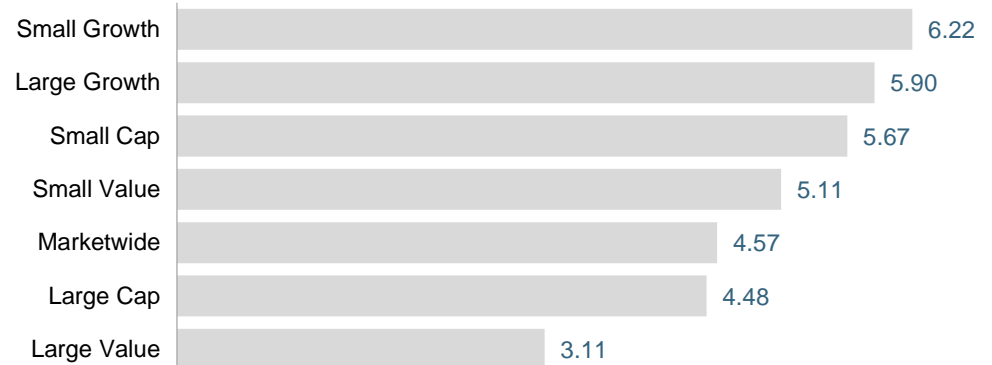 Small Growth 6.22
Large Growth 5.90
Small Cap 5.67
Small Value 5.11
Marketwide 4.57
Large Cap 4.48
Large Value 3.11